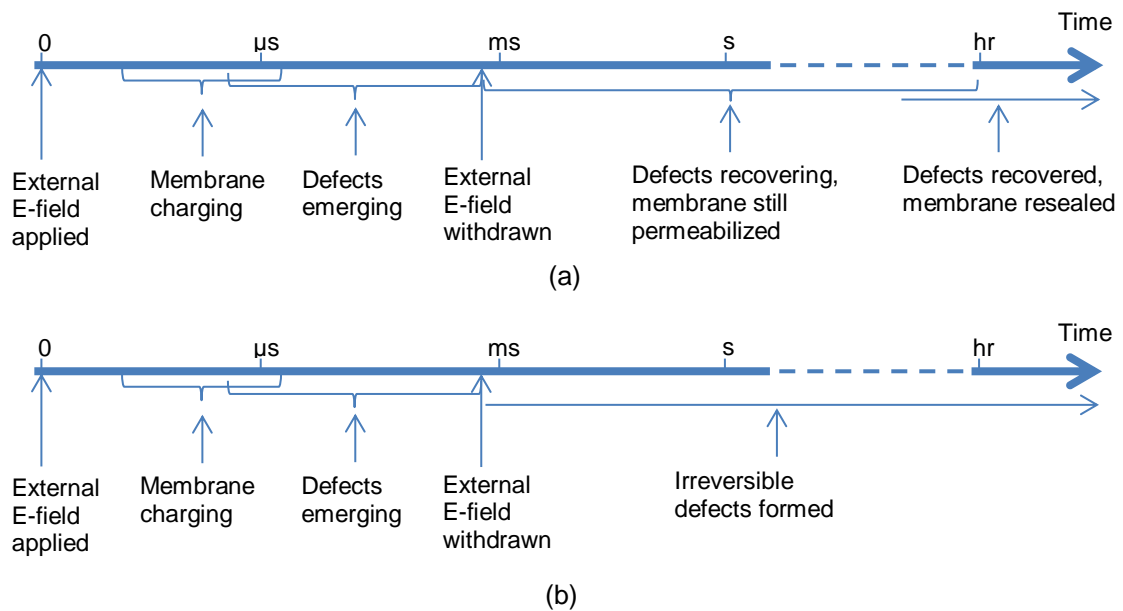 Time
0 µs ms s hr
External
E-field
applied
Membrane
charging
Defects
emerging
External
E-field
withdrawn
Defects recovering,
membrane still
permeabilized
Defects recovered,
membrane resealed
(a)
Time
0 µs ms s hr
External
E-field
applied
Membrane
charging
Defects
emerging
External
E-field
withdrawn
Irreversible
defects formed
(b)